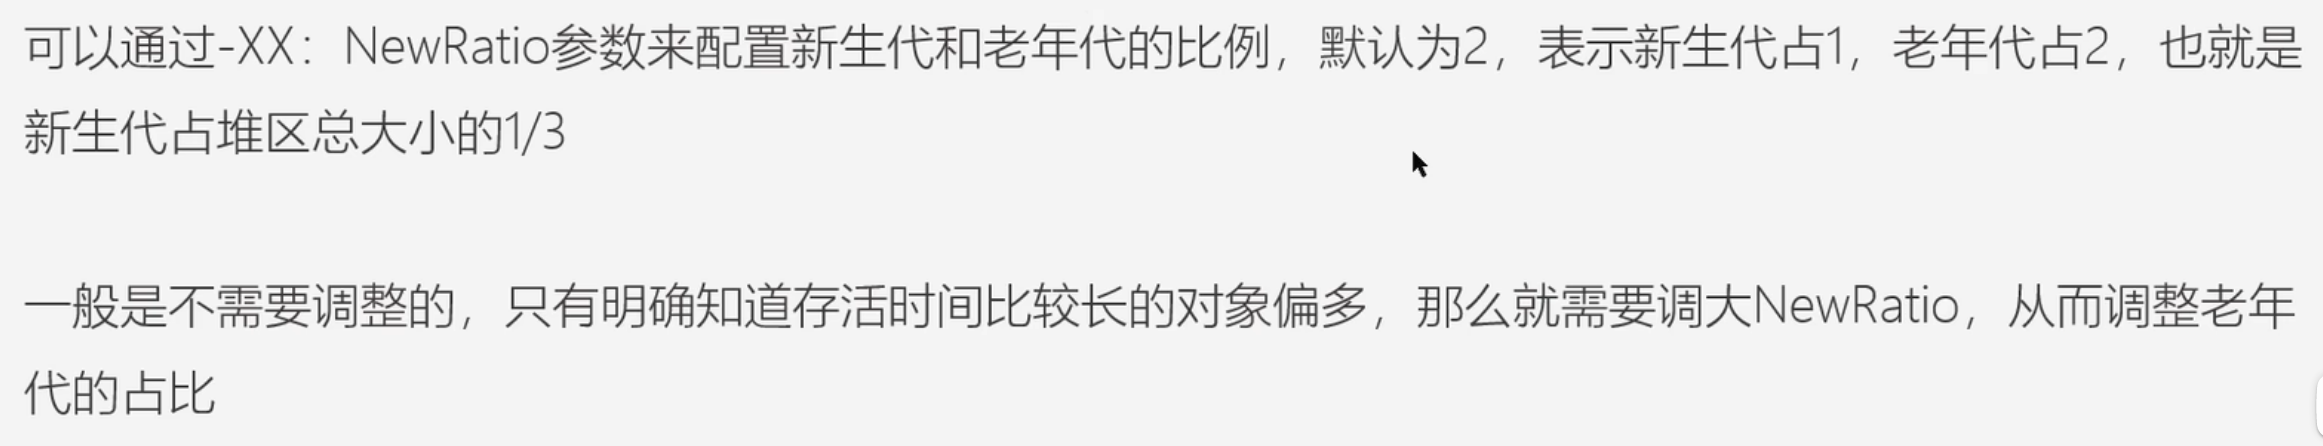 可以通过-XX：NewRatio参数来配置新生代和老年代的比例，默认为2，表示新生代占1，老年代占2，也就是
新生代占堆区总大小的1/3
一般是不需要调整的，只有明确知道存活时间比较长的对象偏多，那么就需要调大NewRatio，从而调整老年
代的占比